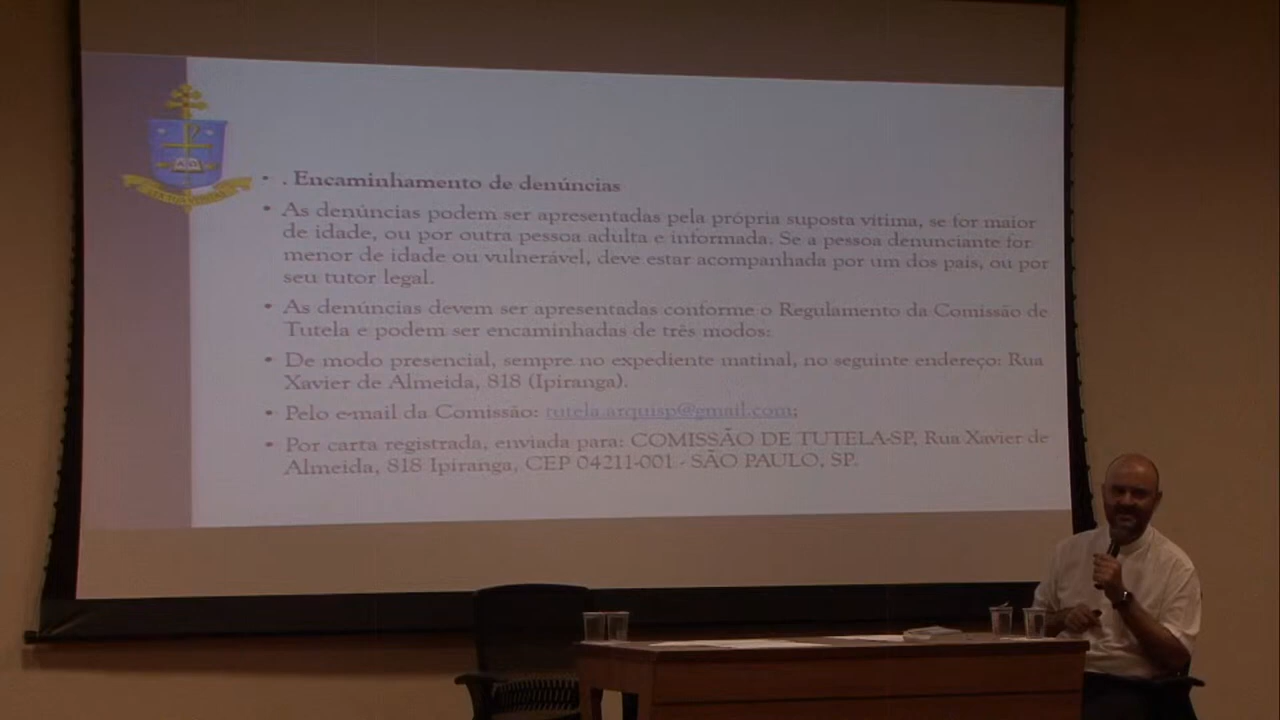 . Encaminhamento de denúncias
As denúncias podem ser apresentadas pela própria suposta vítima, se for maior
de idade, ou por outra pessoa adulta e informada. Se a pessoa denunciante for
menor de idade ou vulnerável, deve estar acompanhada por um dos pais, ou por
seu tutor legal.
As denúncias devem ser apresentadas conforme o Regulamento da Comissão de
Tutela e podem ser encaminhadas de três modos:
De modo presencial, sempre no expediente matinal, no seguinte endereço: Rua
Xavier de Almeida, 818 (Ipiranga).
Pelo e-mail da Comissão: tutela.arquisp@gmail.com;
Por carta registrada, enviada para: COMISSÃO DE TUTELA-SP, Rua Xavier de
Almeida, 818 Ipiranga, CEP 04211-001 - SÃO PAULO, SP.